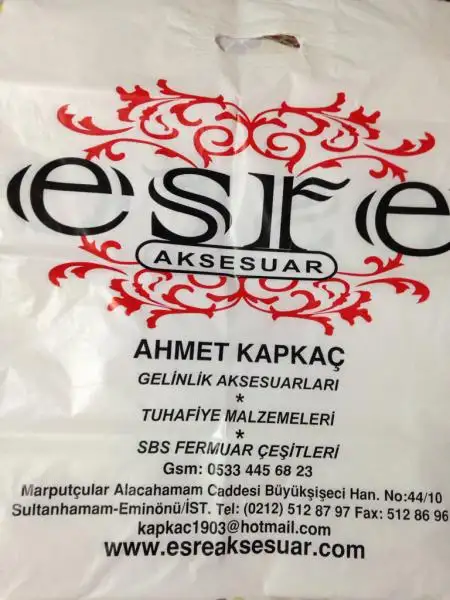 esre
AKSESUAR
AHMET KAPKAÇ
GELİNLİK AKSESUARLARI
*
TUHAFİYE MALZEMELERİ
*
SBS FERMUAR ÇEŞİTLERİ
Gsm: 0533 445 68 23
Marputçular Alacahamam Caddesi Büyükşişeci Han. No:44/10
Sultanhamam-Eminönü/İST. Tel: (0212) 512 87 97 Fax: 512 86 96
kapkac1903@hotmail.com
www.esreaksesuar.com